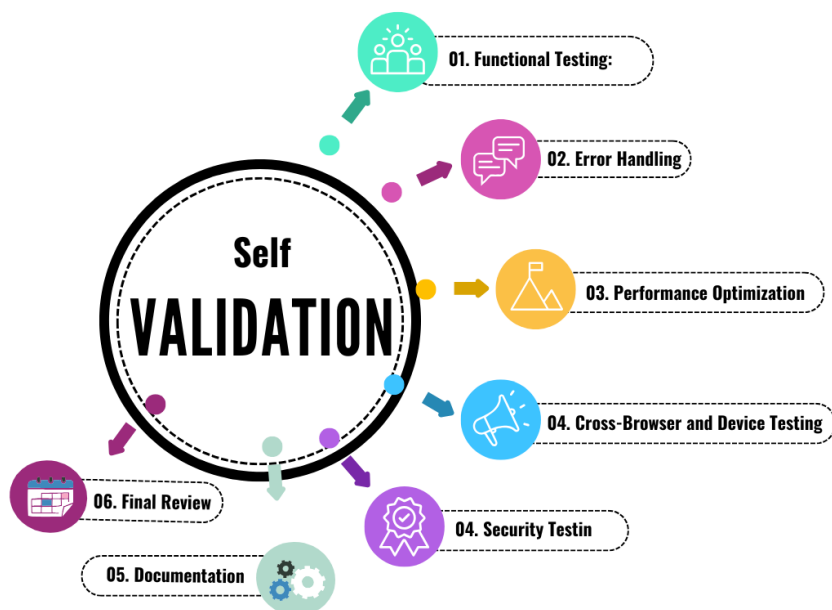 Self
VALIDATION
01. Functional Testing:
02. Error Handling
03. Performance Optimization
04. Cross-Browser and Device Testing
04. Security Testin
05. Documentation
06. Final Review